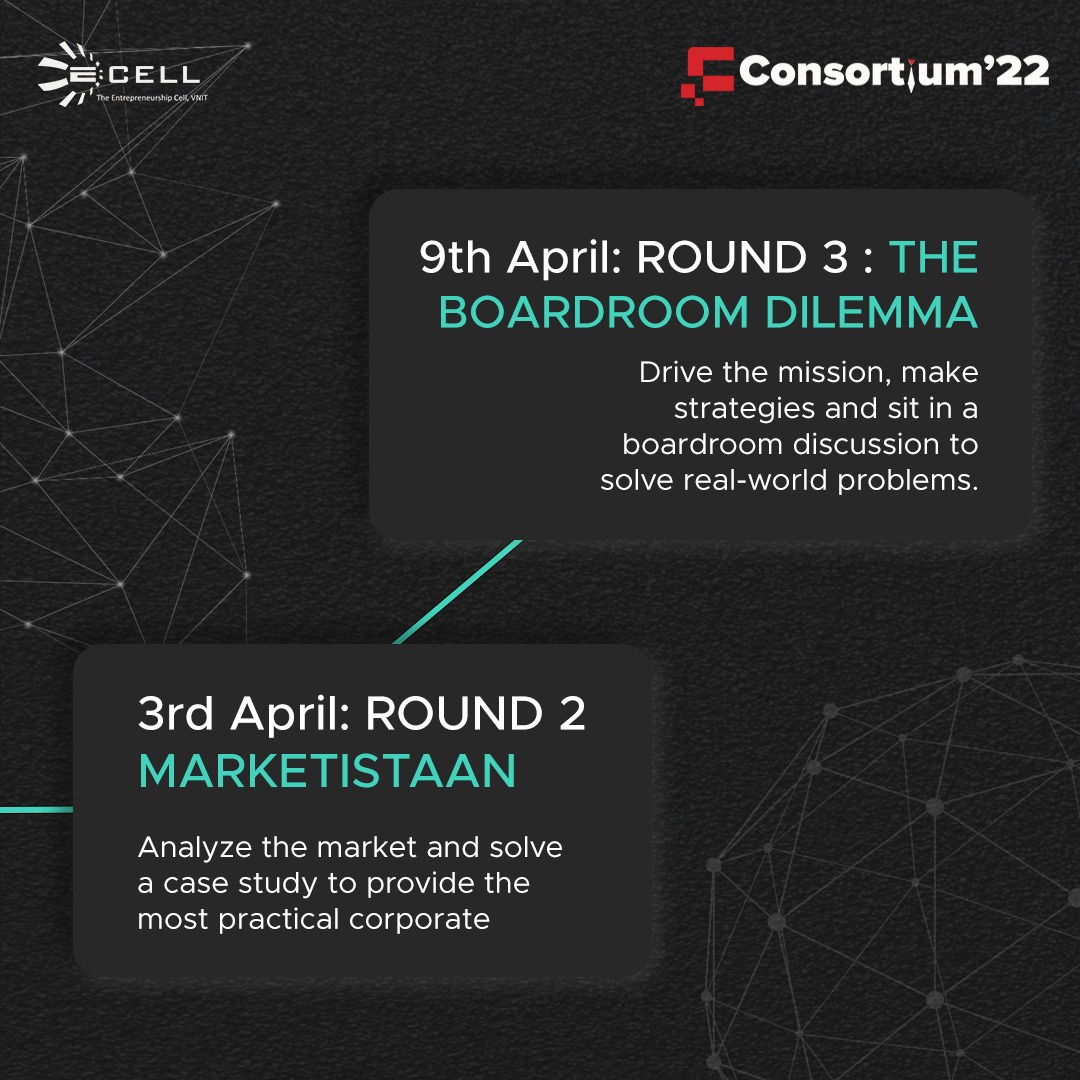 E-CELL
The Entrepreneurship Cell, VNIT
Consortium'22
9th April: ROUND 3 : THE
BOARDROOM DILEMMA
Drive the mission, make
strategies and sit in a
boardroom discussion to
solve real-world problems.
3rd April: ROUND 2
MARKETISTAAN
Analyze the market and solve
a case study to provide the
most practical corporate